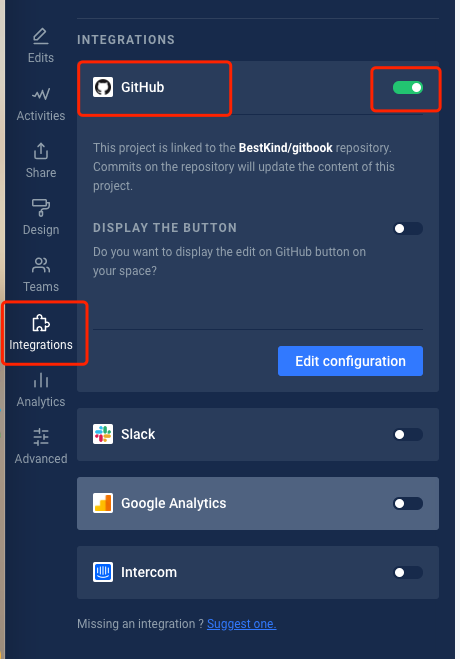 Edits
Activities
Share
Design
Teams
Integrations
Analytics
Advanced
INTEGRATIONS
GitHub
This project is linked to the BestKind/gitbook repository.
Commits on the repository will update the content of this
project.
DISPLAY THE BUTTON
Do you want to display the edit on GitHub button on
your space?
Edit configuration
Slack
Google Analytics
Intercom
Missing an integration ? Suggest one.